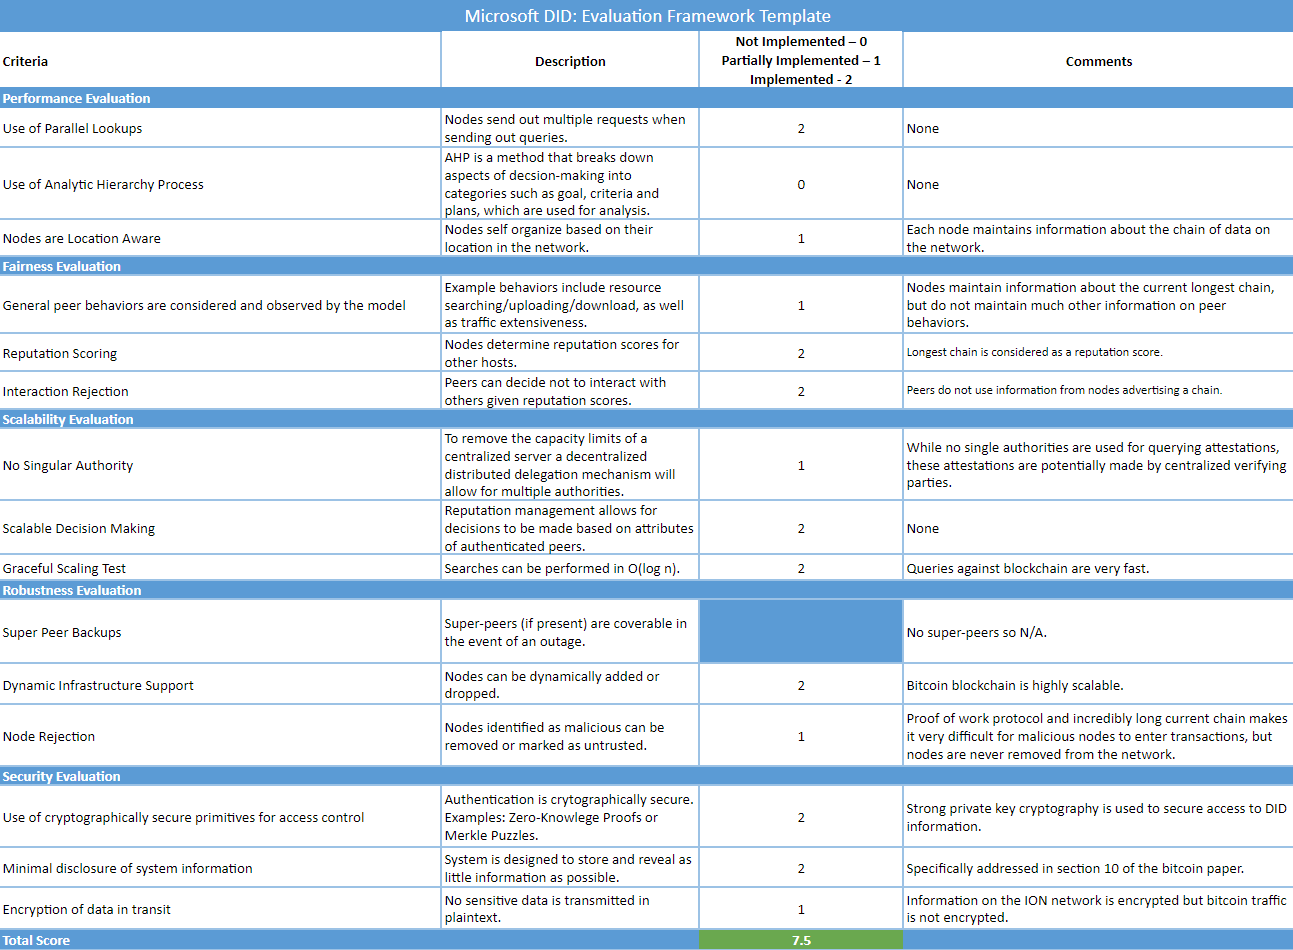 Microsoft DID: Evaluation Framework Template
Criteria
Description
Not Implemented – 0
Partially Implemented – 1
Implemented - 2
Comments
Performance Evaluation
Use of Parallel Lookups
Nodes send out multiple requests when
sending out queries.
2
None
Use of Analytic Hierarchy Process
AHP is a method that breaks down
aspects of decsion-making into
categories such as goal, criteria and
plans, which are used for analysis.
0
None
Nodes are Location Aware
Nodes self organize based on their
location in the network.
1
Each node maintains information about the chain of data on
the network.
Fairness Evaluation
General peer behaviors are considered and observed by the model
Example behaviors include resource
searching/uploading/download, as well
as traffic extensiveness.
1
Nodes maintain information about the current longest chain,
but do not maintain much other information on peer
behaviors.
Reputation Scoring
Nodes determine reputation scores for
other hosts.
2
Longest chain is considered as a reputation score.
Interaction Rejection
Peers can decide not to interact with
others given reputation scores.
2
Peers do not use information from nodes advertising a chain.
Scalability Evaluation
No Singular Authority
To remove the capacity limits of a
centralized server a decentralized
distributed delegation mechanism will
allow for multiple authorities.
1
While no single authorities are used for querying attestations,
these attestations are potentially made by centralized verifying
parties.
Scalable Decision Making
Reputation management allows for
decisions to be made based on attributes
of authenticated peers.
2
None
Graceful Scaling Test
Searches can be performed in O(log n).
2
Queries against blockchain are very fast.
Robustness Evaluation
Super Peer Backups
Super-peers (if present) are coverable in
the event of an outage.
No super-peers so N/A.
Dynamic Infrastructure Support
Nodes can be dynamically added or
dropped.
2
Bitcoin blockchain is highly scalable.
Node Rejection
Nodes identified as malicious can be
removed or marked as untrusted.
1
Proof of work protocol and incredibly long current chain makes
it very difficult for malicious nodes to enter transactions, but
nodes are never removed from the network.
Security Evaluation
Use of cryptographically secure primitives for access control
Authentication is crytographically secure.
Examples: Zero-Knowlege Proofs or
Merkle Puzzles.
2
Strong private key cryptography is used to secure access to DID
information.
Minimal disclosure of system information
System is designed to store and reveal as
little information as possible.
2
Specifically addressed in section 10 of the bitcoin paper.
Encryption of data in transit
No sensitive data is transmitted in
plaintext.
1
Information on the ION network is encrypted but bitcoin traffic
is not encrypted.
Total Score
7.5